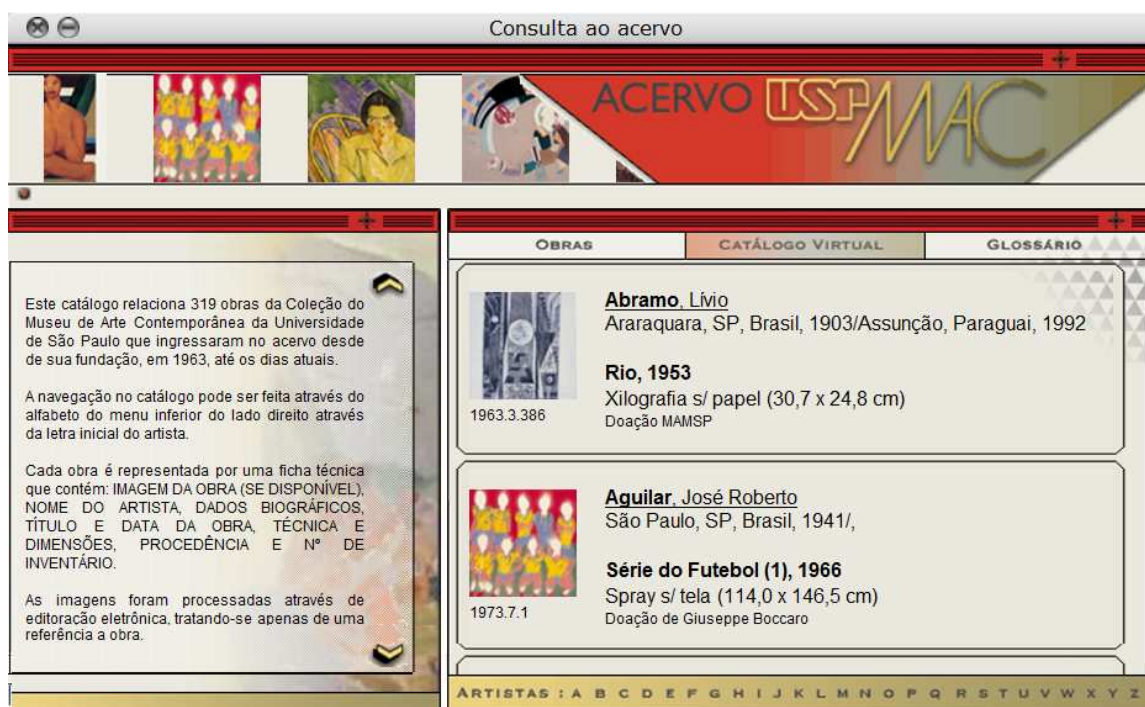 Consulta ao acervo
ACERVO USP MAC
Este catálogo relaciona 319 obras da Coleção do
Museu de Arte Contemporânea da Universidade
de São Paulo que ingressaram no acervo desde
de sua fundação, em 1963, até os dias atuais.
A navegação no catálogo pode ser feita através do
alfabeto do menu inferior do lado direito através
da letra inicial do artista.
Cada obra é representada por uma ficha técnica
que contém: IMAGEM DA OBRA (SE DISPONÍVEL),
NOME DO ARTISTA, DADOS BIOGRÁFICOS,
TÍTULO E DATA DA OBRA, TÉCNICA E
DIMENSÕES, PROCEDÊNCIA E Nº DE
INVENTÁRIO.
As imagens foram processadas através de
editoração eletrônica, tratando-se apenas de uma
referência a obra.
OBRAS CATÁLOGO VIRTUAL GLOSSÁRIO
Abramo, Lívio
Araraquara, SP, Brasil, 1903/Assunção, Paraguai, 1992
Rio, 1953
Xilografia s/ papel (30,7 x 24,8 cm)
Doação MAMSP
1963.3.386
Aguilar, José Roberto
São Paulo, SP, Brasil, 1941/,
Série do Futebol (1), 1966
Spray s/ tela (114,0 x 146,5 cm)
Doação de Giuseppe Boccaro
1973.7.1
ARTISTAS : A B C D E F G H I J K L M N O P Q R S T U V W X Y Z